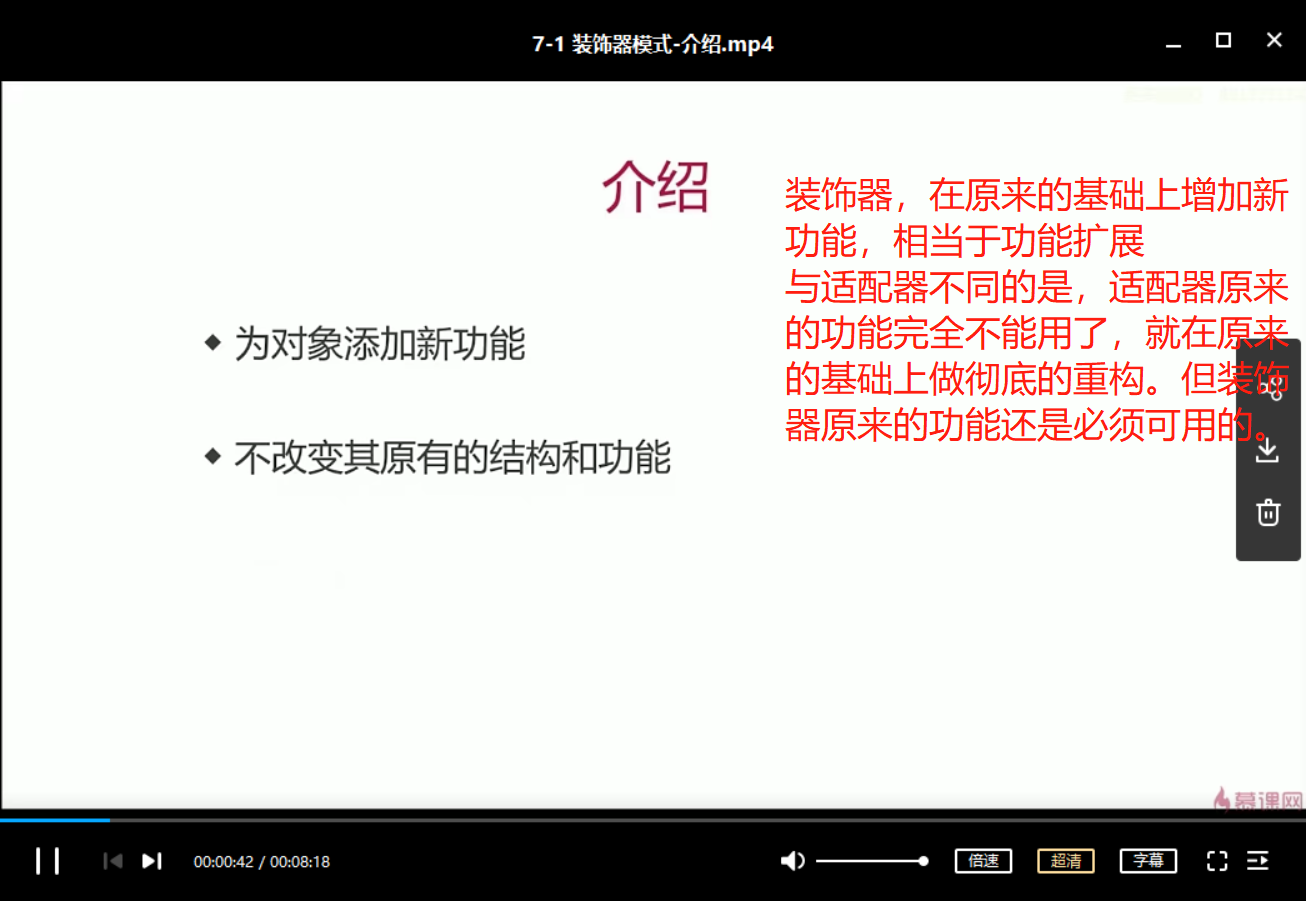 7-1 装饰器模式-介绍.mp4
介绍
为对象添加新功能
不改变其原有的结构和功能
装饰器，在原来的基础上增加新
功能，相当于功能扩展
与适配器不同的是，适配器原来
的功能完全不能用了，就在原来
的基础上做彻底的重构。但装饰
器原来的功能还是必须可用的。
慕课网
00:00:42 / 00:08:18
倍速
超清
字幕